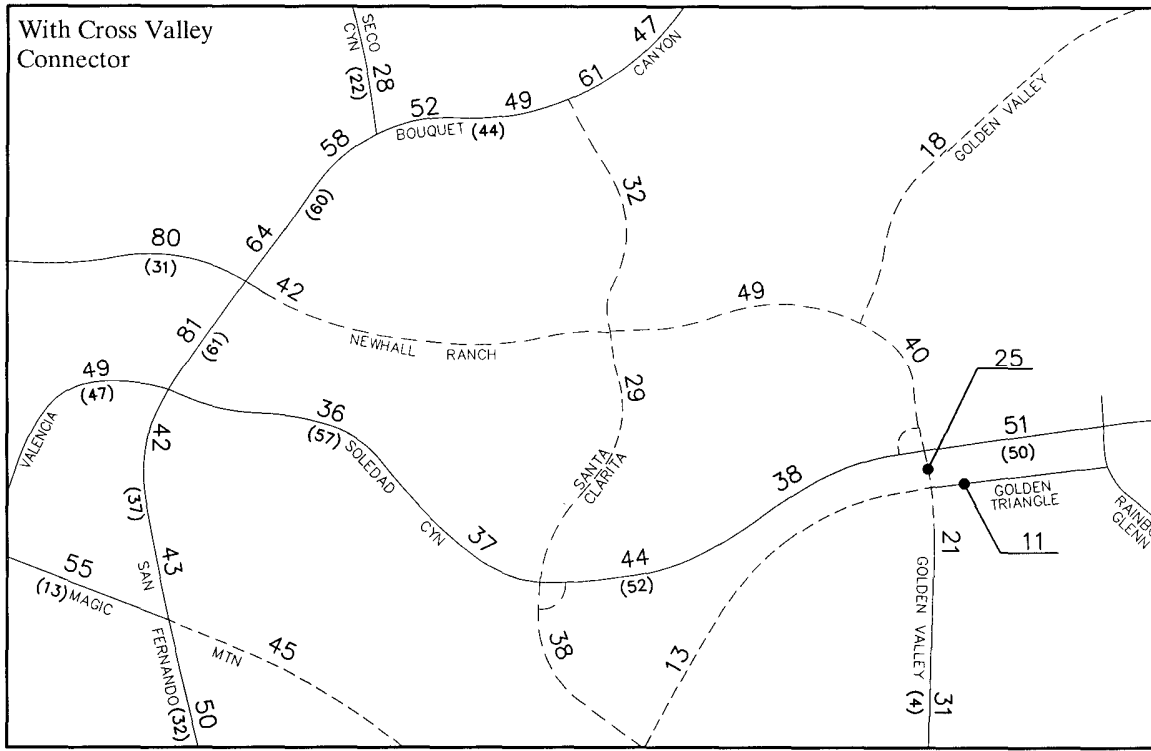 With Cross Valley
Connector
SECO
CYN
(22)
28
47
CANYON
61
52
49
BOUQUET (44)
58
(60)
18
GOLDEN VALLEY
32
64
80
(31)
42
49
NEWHALL RANCH
81
(61)
40
25
49
(47)
VALENCIA
29
36
(57)
SOLEDAD
CYN
51
(50)
42
(37)
SANTA
CLARITA
38
GOLDEN
TRIANGLE
RAINBO
GLENN
37
44
(52)
21
11
43
SAN
FERNANDO (32)
50
55
(13) MAGIC
MTN
45
38
13
GOLDEN VALLEY
(4)
31